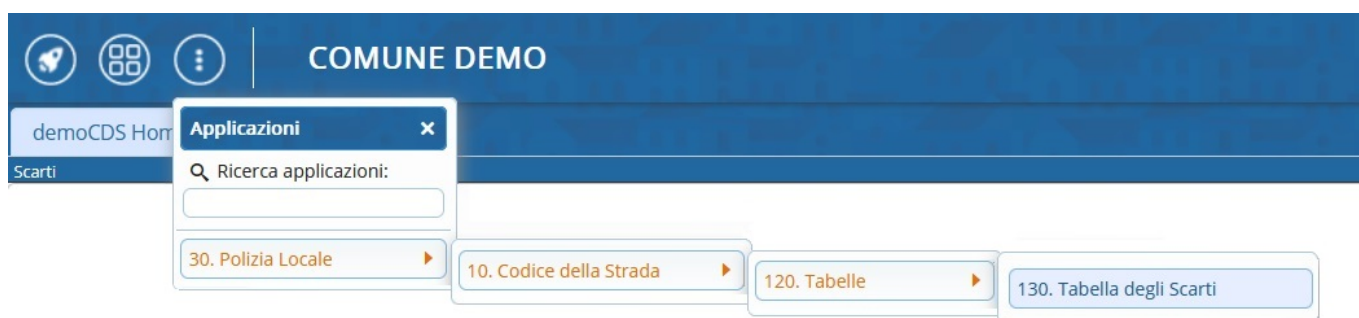 COMUNE DEMO
demoCDS Hom
Applicazioni
Scarti
Ricerca applicazioni:
30. Polizia Locale
10. Codice della Strada
120. Tabelle
130. Tabella degli Scarti